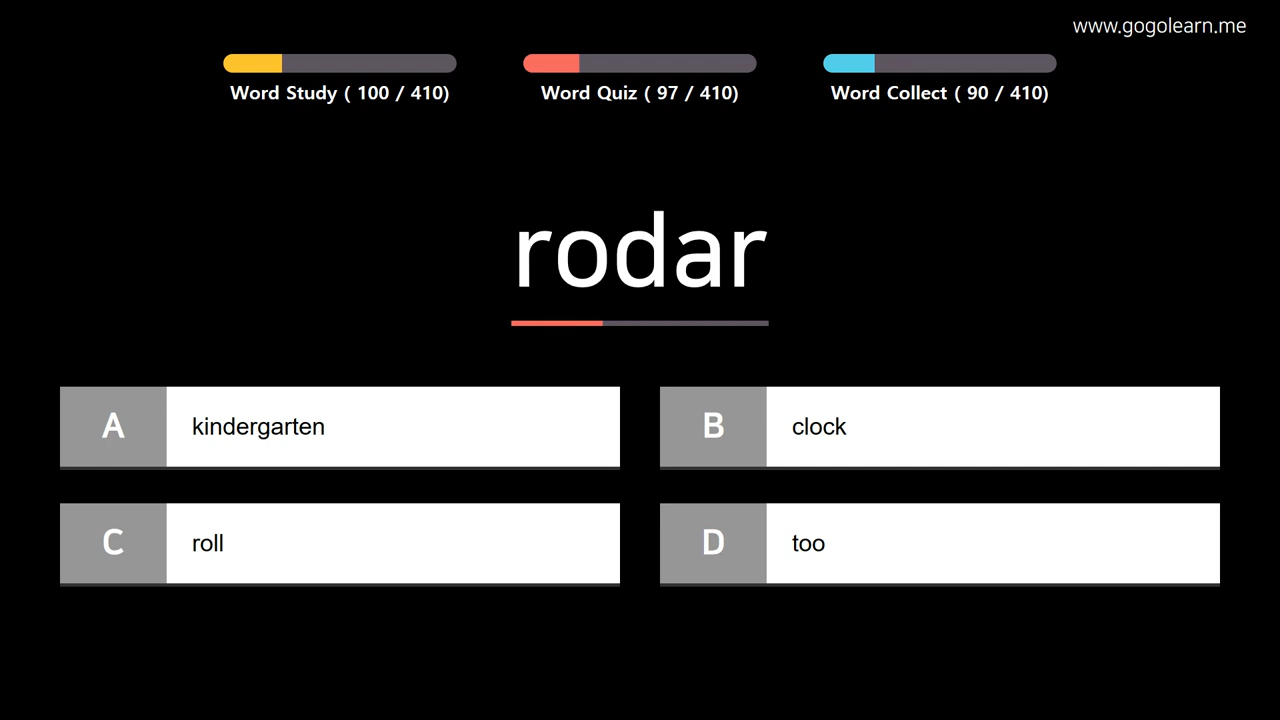 www.gogolearn.me
Word Study ( 100 / 410)
Word Quiz ( 97 / 410)
Word Collect ( 90 / 410)
rodar
A kindergarten
B clock
C roll
D too